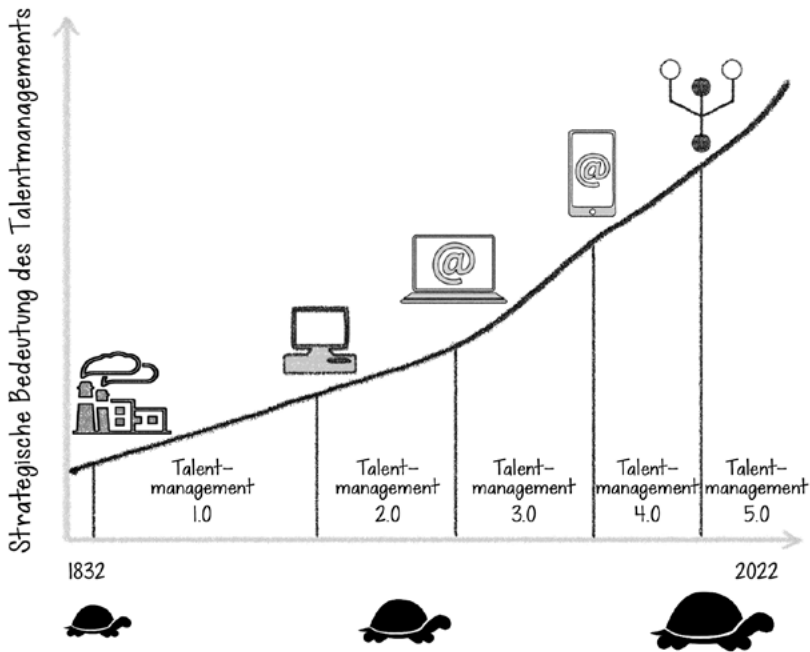 Strategische Bedeutung des Talentmanagements
@
@
Talent-
management
1.0
Talent-
management
2.0
Talent-
management
3.0
Talent-
management
4.0
Talent-
management
5.0
1832
2022